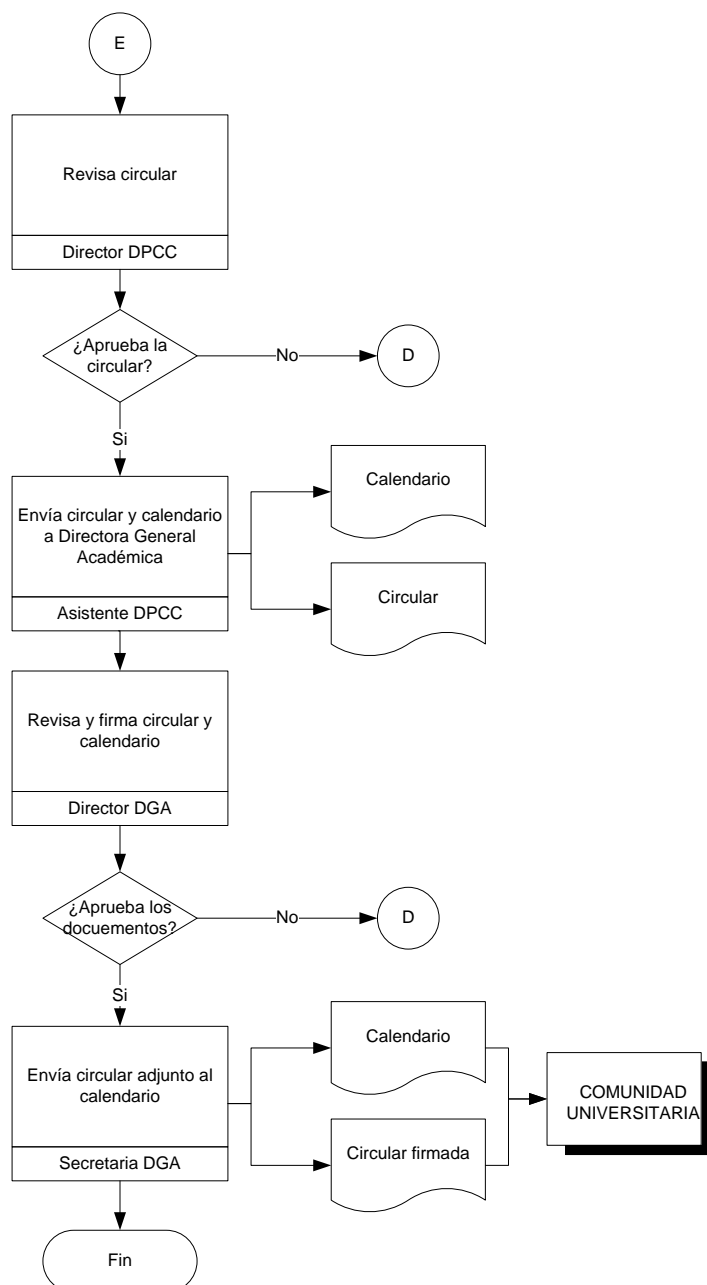 E
Revisa circular
Director DPCC
¿Aprueba la
circular?
No
D
Si
Envía circular y calendario
a Directora General
Académica
Asistente DPCC
Calendario
Circular
Revisa y firma circular y
calendario
Director DGA
¿Aprueba los
docuementos?
No
D
Si
Envía circular adjunto al
calendario
Secretaria DGA
Calendario
Circular firmada
COMUNIDAD
UNIVERSITARIA
Fin